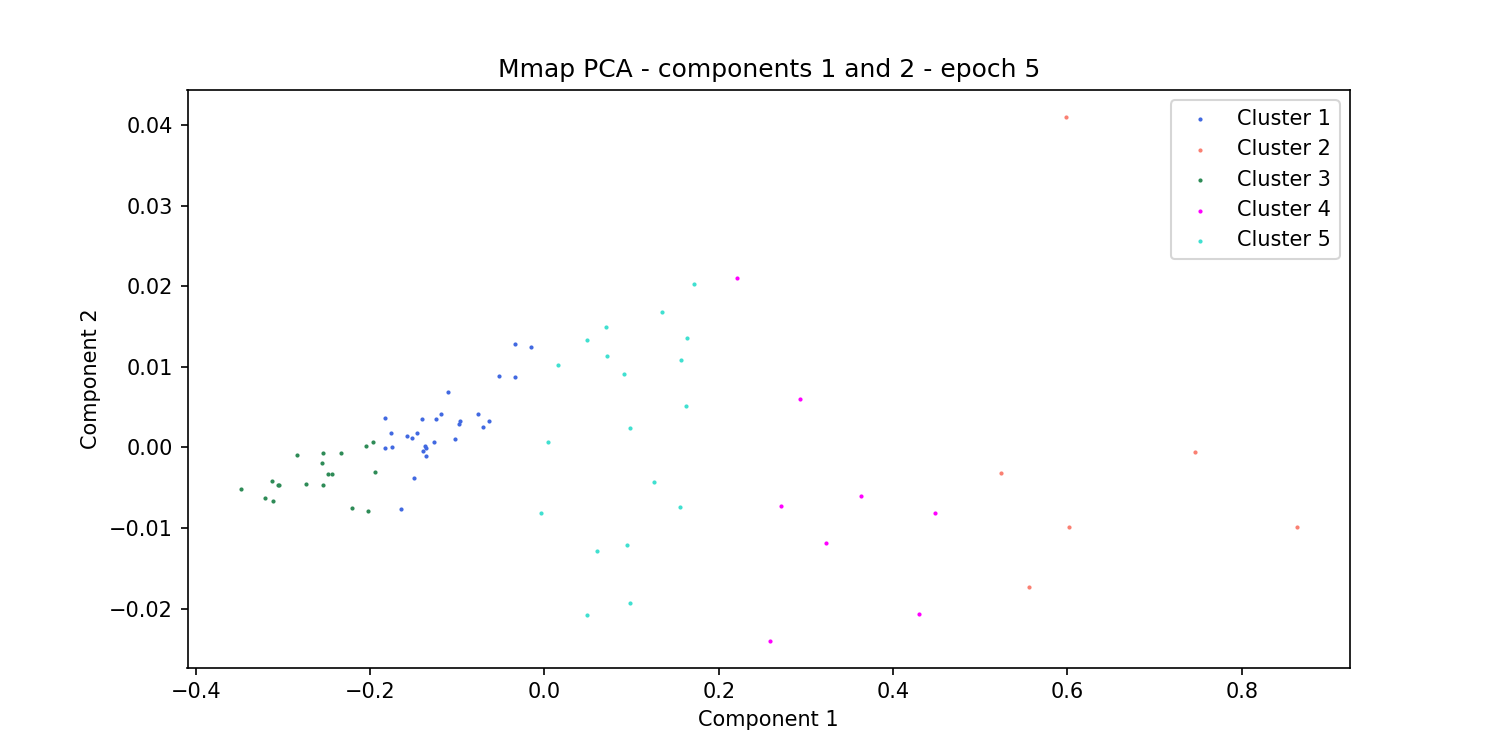 Mmap PCA - components 1 and 2 - epoch 5
Cluster 1
Cluster 2
Cluster 3
Cluster 4
Cluster 5
Component 2
0.04
0.03
0.02
0.01
0.00
−0.01
−0.02
−0.4
−0.2
0.0
0.2
0.4
0.6
0.8
Component 1